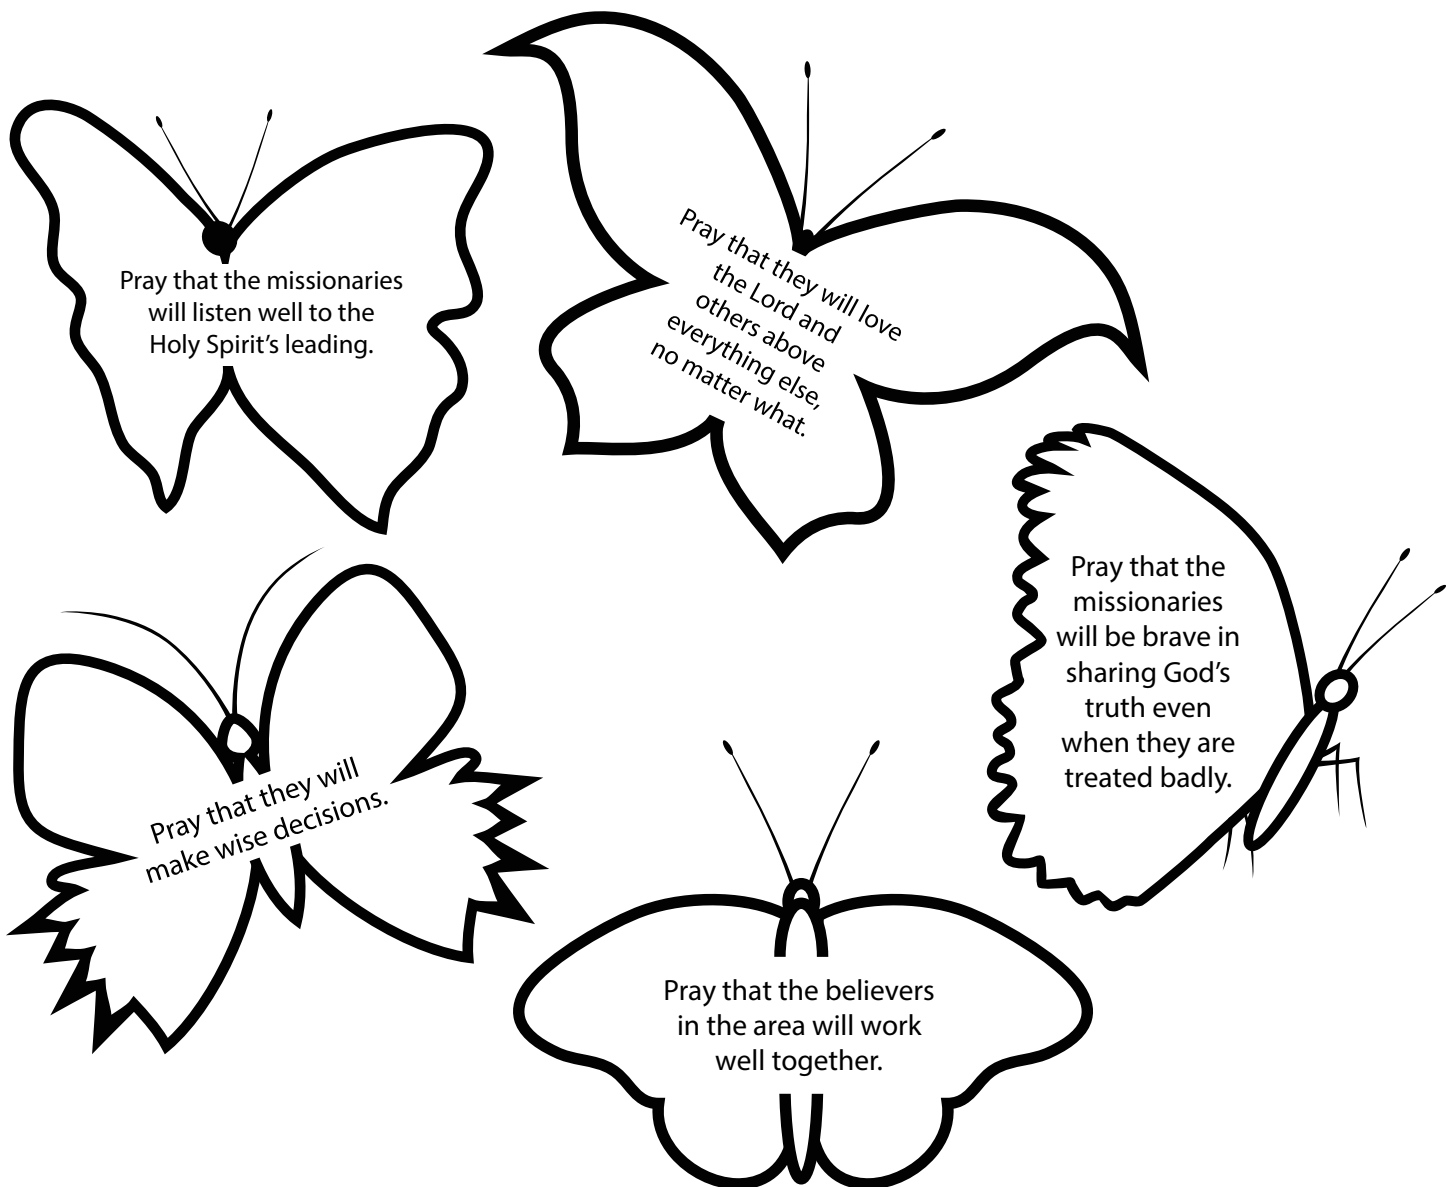 Pray that the missionaries
will listen well to the
Holy Spirit’s leading.
Pray that they will love
the Lord and
others above
everything else,
no matter what.
Pray that the
missionaries
will be brave in
sharing God’s
truth even
when they are
treated badly.
Pray that they will
make wise decisions.
Pray that the believers
in the area will work
well together.